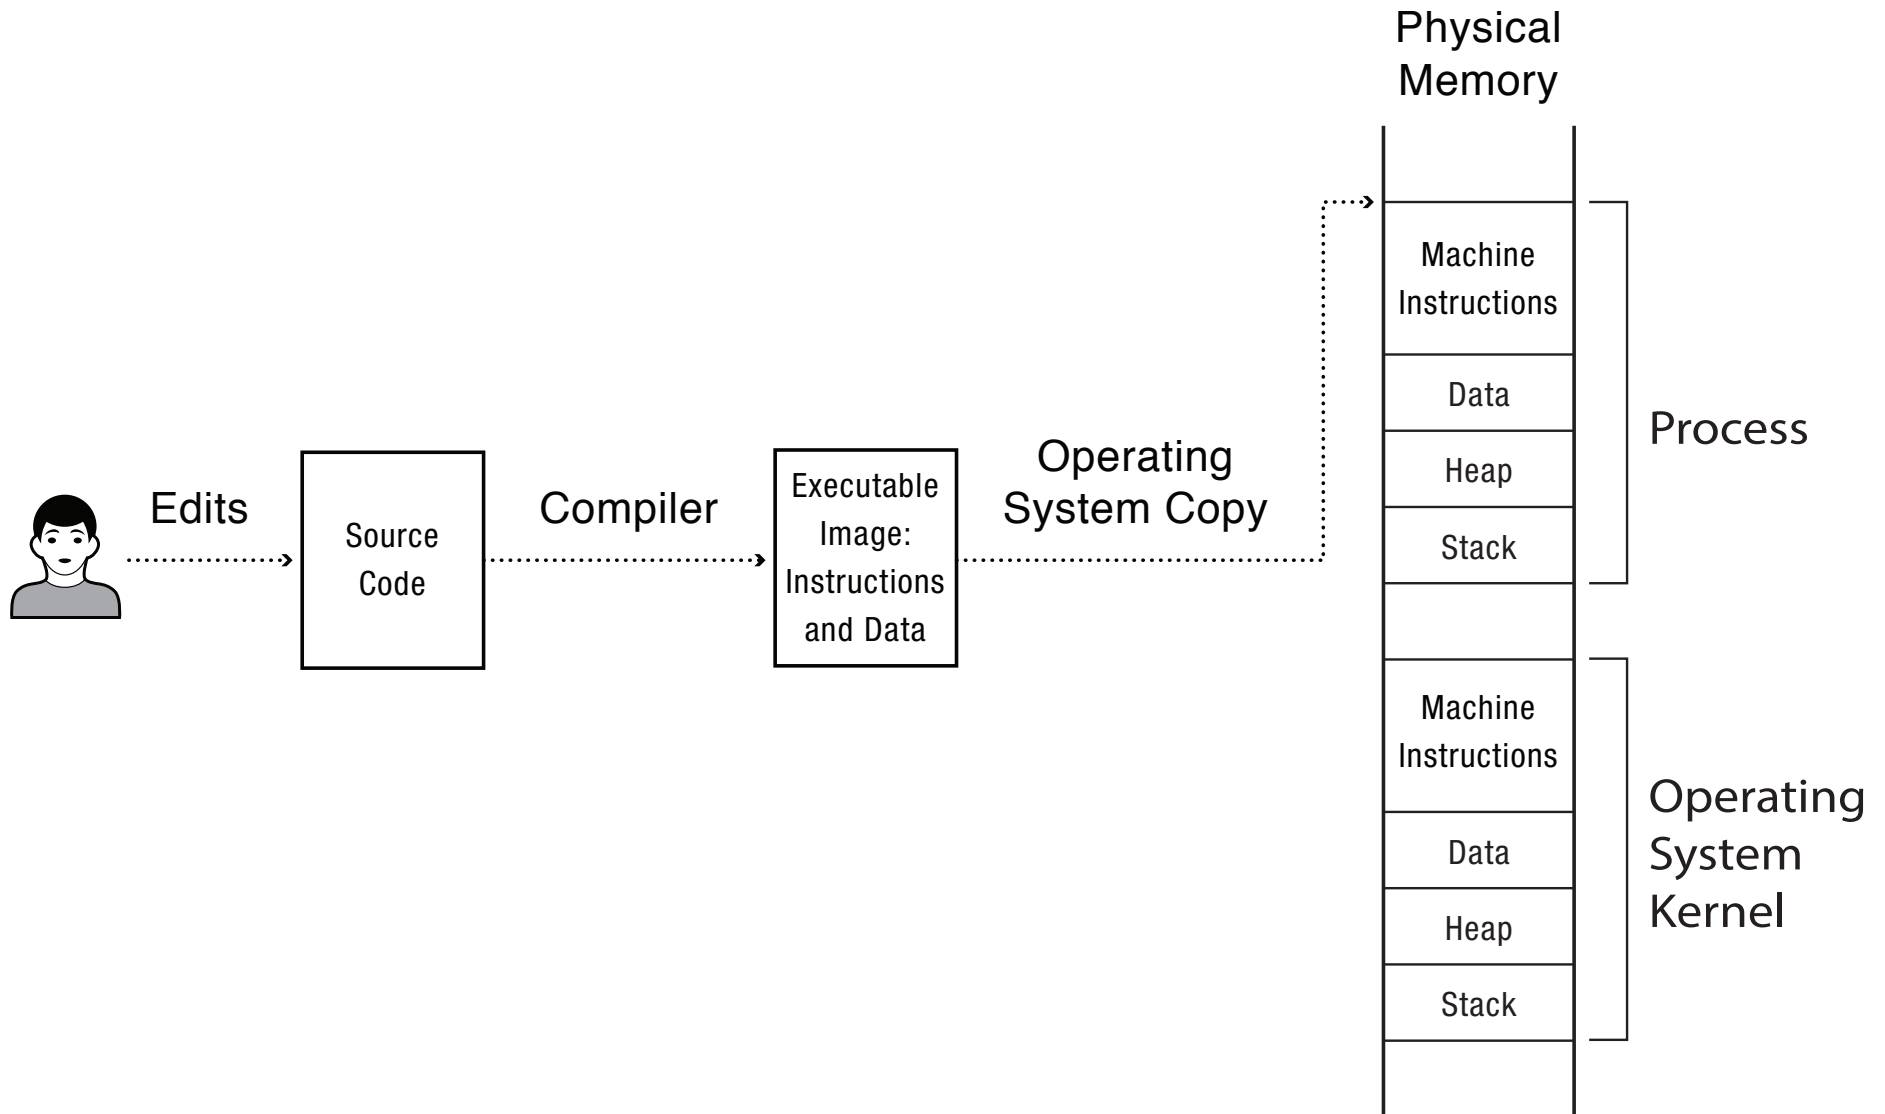 Physical
Memory
Edits
Source
Code
Compiler
Executable
Image:
Instructions
and Data
Operating
System Copy
Machine
Instructions
Data
Heap
Stack
Process
Machine
Instructions
Data
Heap
Stack
Operating
System
Kernel